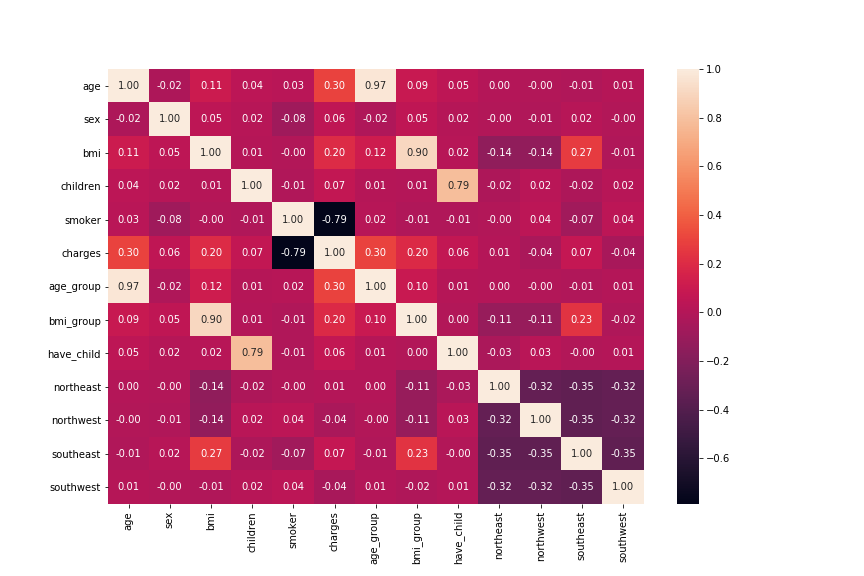 age 1.00 -0.02 0.11 0.04 0.03 0.30 0.97 0.09 0.05 0.00 -0.00 -0.01 0.01
sex -0.02 1.00 0.05 0.02 -0.08 0.06 -0.02 0.05 0.02 -0.00 -0.01 0.02 -0.00
bmi 0.11 0.05 1.00 0.01 -0.00 0.20 0.12 0.90 0.02 -0.14 -0.14 0.27 -0.01
children 0.04 0.02 0.01 1.00 -0.01 0.07 0.01 0.01 0.79 -0.02 0.02 -0.02 0.02
smoker 0.03 -0.08 -0.00 -0.01 1.00 -0.79 0.02 -0.01 -0.01 -0.00 0.04 -0.07 0.04
charges 0.30 0.06 0.20 0.07 -0.79 1.00 0.30 0.20 0.06 0.01 -0.04 0.07 -0.04
age_group 0.97 -0.02 0.12 0.01 0.02 0.30 1.00 0.10 0.01 0.00 -0.00 -0.01 0.01
bmi_group 0.09 0.05 0.90 0.01 -0.01 0.20 0.10 1.00 0.00 -0.11 -0.11 0.23 -0.02
have_child 0.05 0.02 0.02 0.79 -0.01 0.06 0.01 0.00 1.00 -0.03 0.03 -0.00 0.01
northeast 0.00 -0.00 -0.14 -0.02 -0.00 0.01 0.00 -0.11 -0.03 1.00 -0.32 -0.35 -0.32
northwest -0.00 -0.01 -0.14 0.02 0.04 -0.04 -0.00 -0.11 0.03 -0.32 1.00 -0.35 -0.32
southeast -0.01 0.02 0.27 -0.02 -0.07 0.07 -0.01 0.23 -0.00 -0.35 -0.35 1.00 -0.35
southwest 0.01 -0.00 -0.01 0.02 0.04 -0.04 0.01 -0.02 0.01 -0.32 -0.32 -0.35 1.00
age sex bmi children smoker charges age_group bmi_group have_child northeast northwest southeast southwest
1.0
0.8
0.6
0.4
0.2
0.0
−0.2
−0.4
−0.6